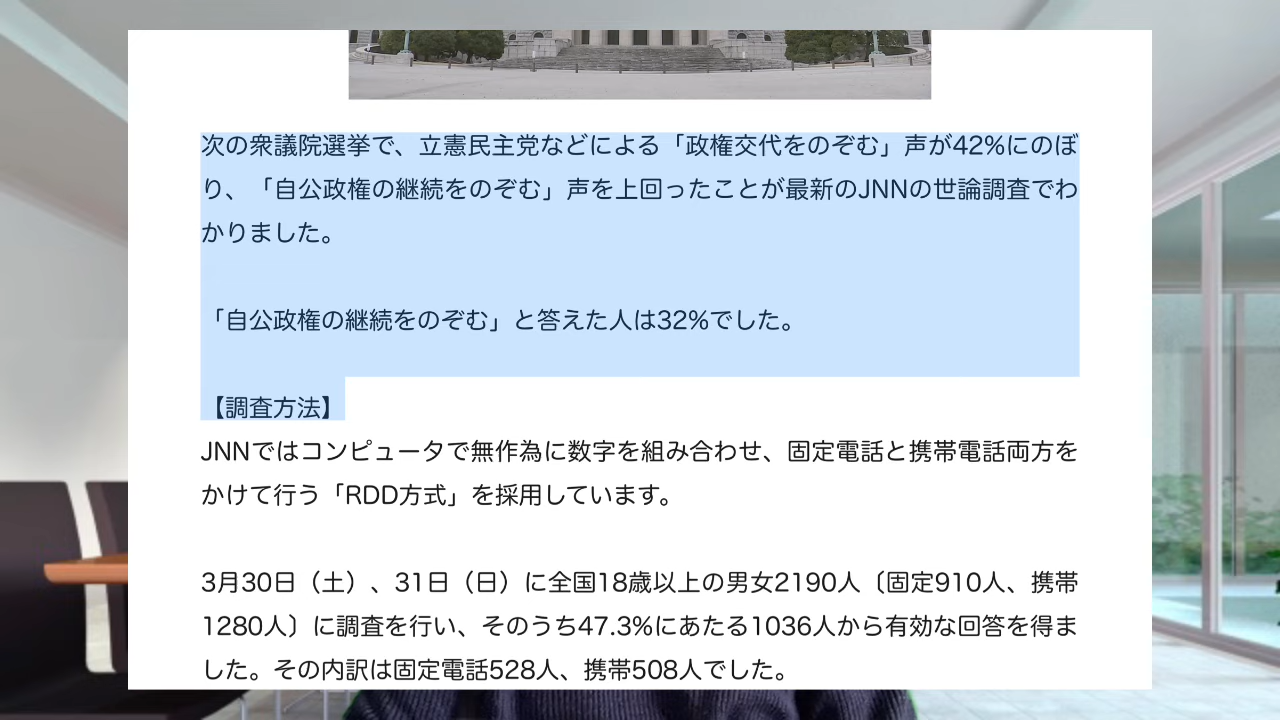 次の衆議院選挙で、立憲民主党などによる「政権交代をのぞむ」声が42%にのぼ
り、「自公政権の継続をのぞむ」声を上回ったことが最新のJNNの世論調査でわ
かりました。
「自公政権の継続をのぞむ」と答えた人は32%でした。
【調査方法】
JNNではコンピュータで無作為に数字を組み合わせ、固定電話と携帯電話両方を
かけて行う「RDD方式」を採用しています。
3月30日（土）、31日（日）に全国18歳以上の男女2190人〔固定910人、携帯
1280人〕に調査を行い、そのうち47.3%にあたる1036人から有効な回答を得ま
した。その内訳は固定電話528人、携帯508人でした。